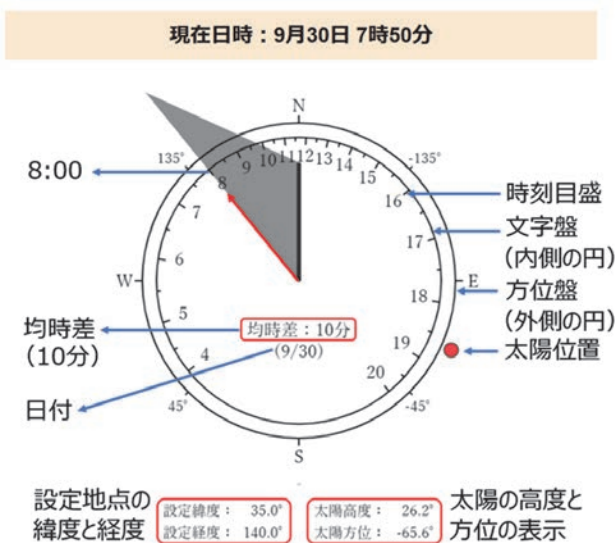 現在日時：9月30日 7時50分
N
135°
-135°
8:00
8
9
10
11
12
13
14
15
16
7
17
時刻目盛
文字盤
（内側の円）
6
W
E
18
方位盤
（外側の円）
5
均時差：10分
均時差
（10分）
(9/30)
19
太陽位置
4
20
日付
45°
-45°
S
設定地点の
緯度と経度
設定緯度： 35.0°
設定経度： 140.0°
太陽高度： 26.2°
太陽方位： -65.6°
太陽の高度と
方位の表示